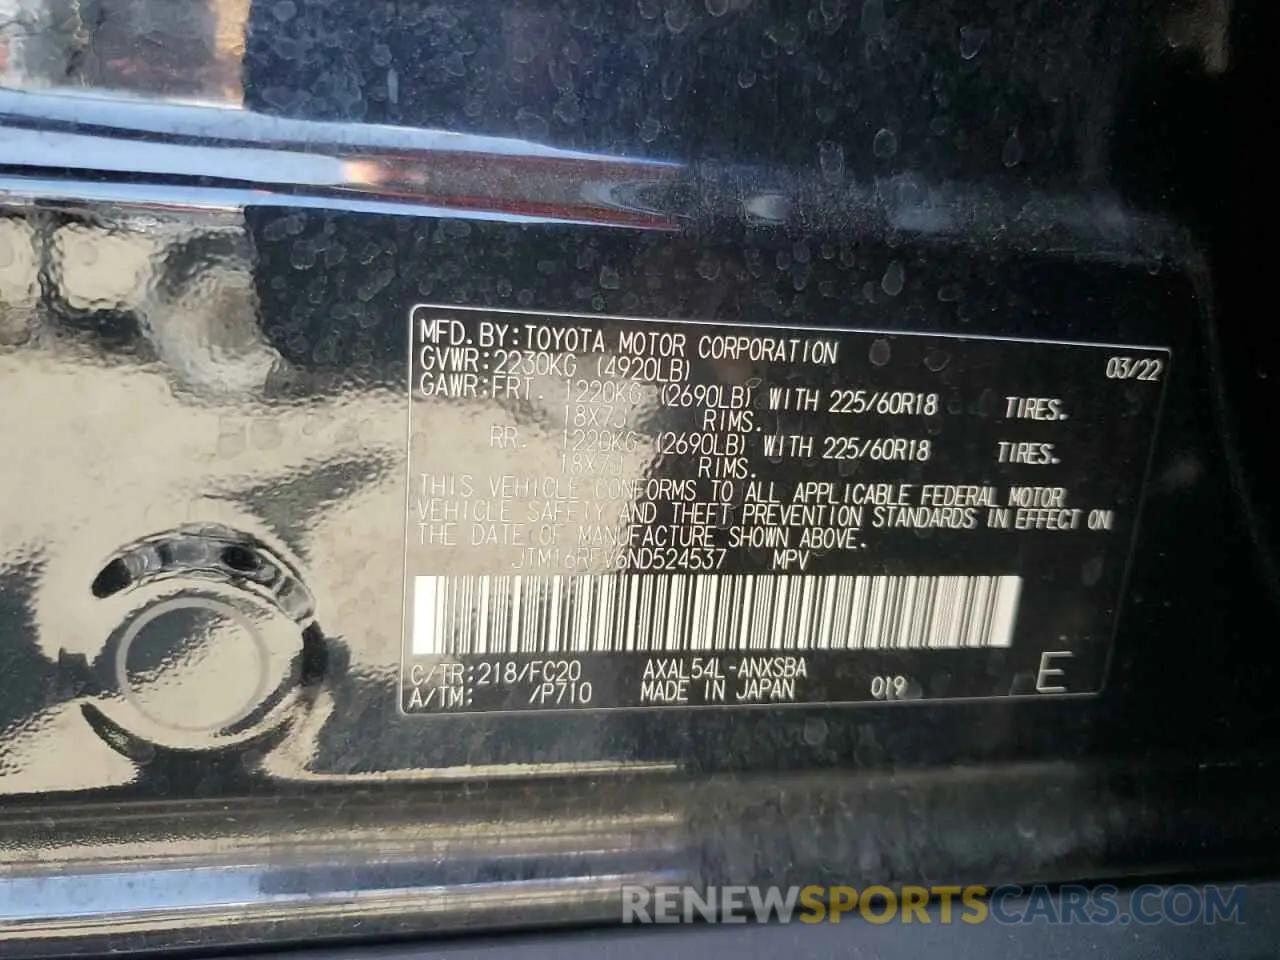 MFD. BY: TOYOTA MOTOR CORPORATION 03/22
GVWR: 2230KG (4920LB)
GAWR: FRT. 1220KG (2690LB) WITH 225/60R18 TIRES.
18X7J RIMS.
RR. 1220KG (2690LB) WITH 225/60R18 TIRES.
18X7J RIMS.
THIS VEHICLE CONFORMS TO ALL APPLICABLE FEDERAL MOTOR
VEHICLE SAFETY AND THEFT PREVENTION STANDARDS IN EFFECT ON
THE DATE OF MANUFACTURE SHOWN ABOVE.
JTM16RFV6ND524537 MPV
C/TR: 218/FC20 AXAL54L-ANXSBA
A/TM: /P710 MADE IN JAPAN 019 E
RENEWSPORTSCARS.COM